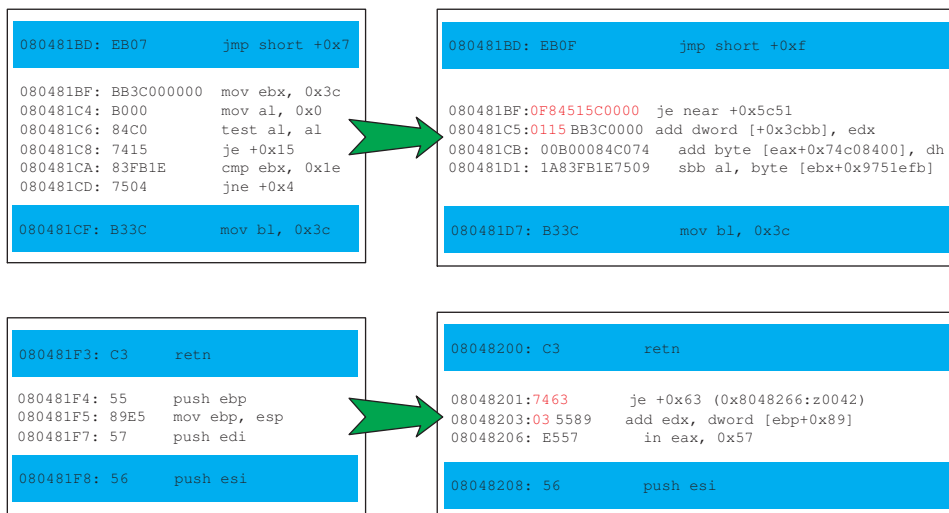 080481BD: EB07 jmp short +0x7
080481BF: BB3C000000 mov ebx, 0x3c
080481C4: B000 mov al, 0x0
080481C6: 84C0 test al, al
080481C8: 7415 je +0x15
080481CA: 83FB1E cmp ebx, 0x1e
080481CD: 7504 jne +0x4
080481CF: B33C mov bl, 0x3c
080481BD: EB0F jmp short +0xf
080481BF:0F84515C0000 je near +0x5c51
080481C5:0115 BB3C0000 add dword [+0x3cbb], edx
080481CB: 00B00084C074 add byte [eax+0x74c08400], dh
080481D1: 1A83FB1E7509 sbb al, byte [ebx+0x9751efb]
080481D7: B33C mov bl, 0x3c
080481F3: C3 retn
080481F4: 55 push ebp
080481F5: 89E5 mov ebp, esp
080481F7: 57 push edi
080481F8: 56 push esi
08048200: C3 retn
08048201:7463 je +0x63 (0x8048266:z0042)
08048203:03 5589 add edx, dword [ebp+0x89]
08048206: E557 in eax, 0x57
08048208: 56 push esi